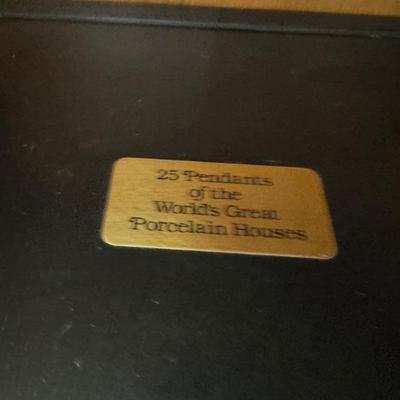 25 Pendants
of the
World's Great
Porcelain Houses